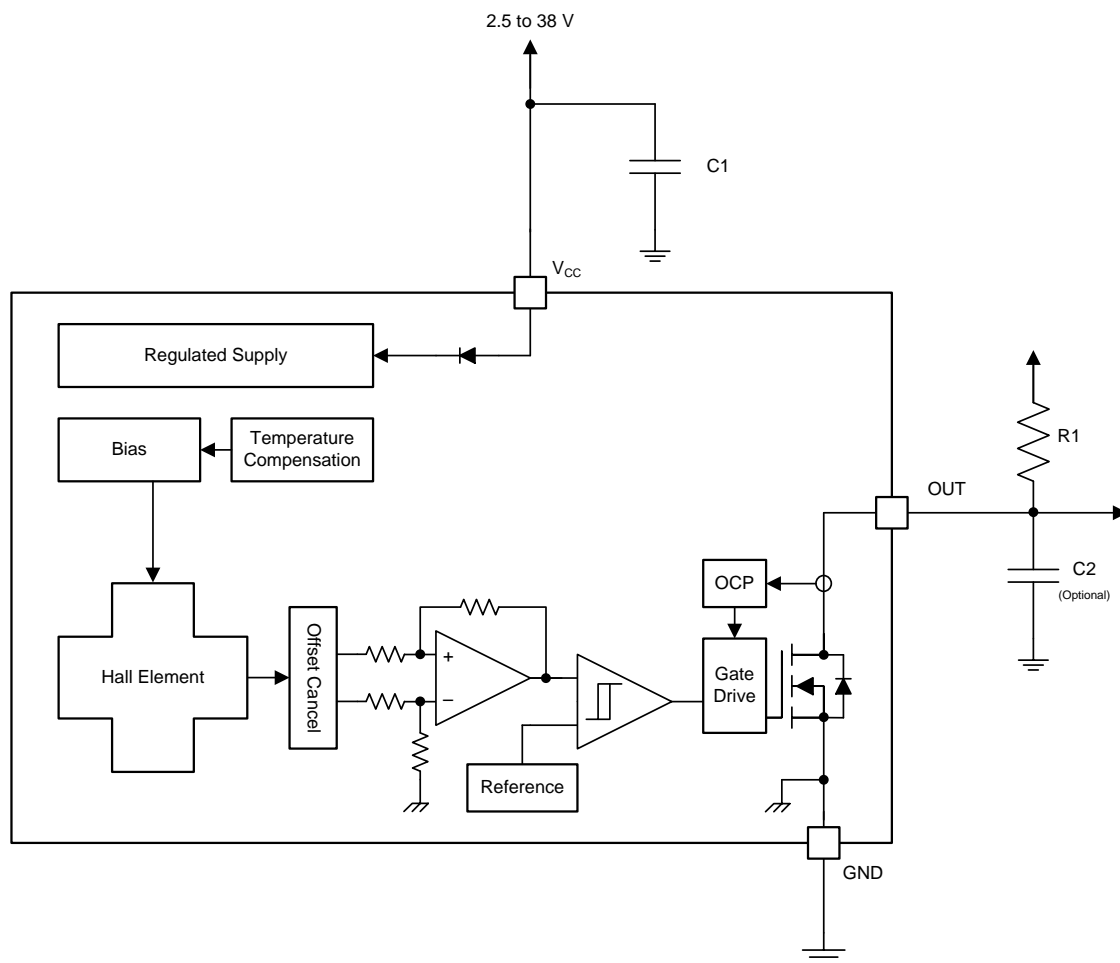 2.5 to 38 V
C1
VCC
Regulated Supply
Bias
Temperature
Compensation
R1
OUT
C2
(Optional)
OCP
Hall Element
Offset Cancel
+
–
Gate
Drive
Reference
GND